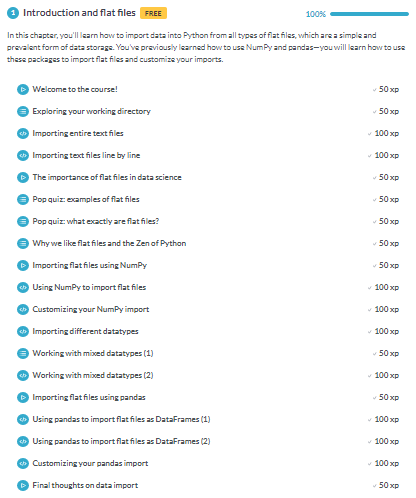 1 Introduction and flat files FREE 100%
In this chapter, you'll learn how to import data into Python from all types of flat files, which are a simple and
prevalent form of data storage. You've previously learned how to use NumPy and pandas—you will learn how to use
these packages to import flat files and customize your imports.
Welcome to the course! 50 xp
Exploring your working directory 50 xp
Importing entire text files 100 xp
Importing text files line by line 100 xp
The importance of flat files in data science 50 xp
Pop quiz: examples of flat files 50 xp
Pop quiz: what exactly are flat files? 50 xp
Why we like flat files and the Zen of Python 50 xp
Importing flat files using NumPy 50 xp
Using NumPy to import flat files 100 xp
Customizing your NumPy import 100 xp
Importing different datatypes 100 xp
Working with mixed datatypes (1) 50 xp
Working with mixed datatypes (2) 100 xp
Importing flat files using pandas 50 xp
Using pandas to import flat files as DataFrames (1) 100 xp
Using pandas to import flat files as DataFrames (2) 100 xp
Customizing your pandas import 100 xp
Final thoughts on data import 50 xp